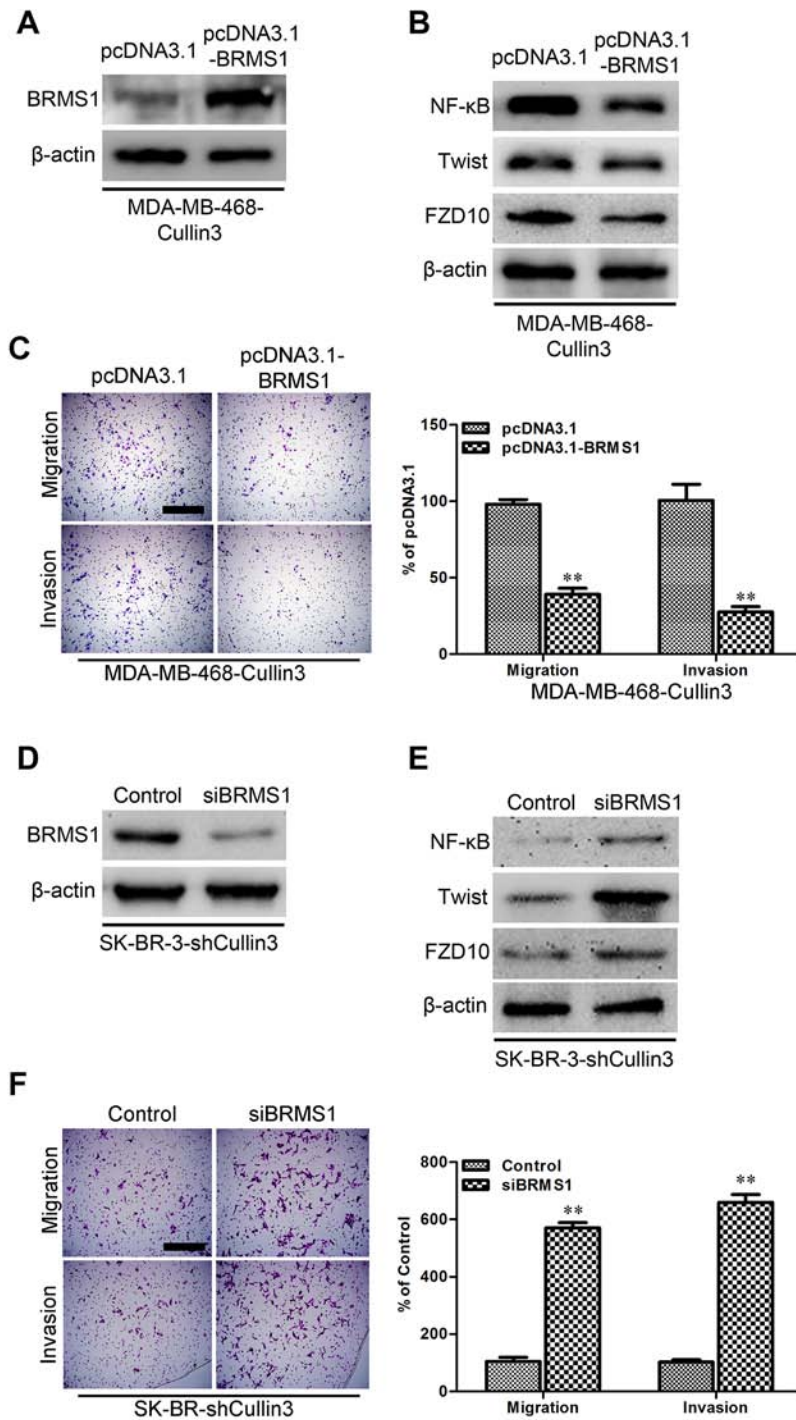 A
pcDNA3.1
pcDNA3.1
-BRMS1
BRMS1
β-actin
MDA-MB-468-
Cullin3
B
pcDNA3.1
pcDNA3.1
-BRMS1
NF-κB
Twist
FZD10
β-actin
MDA-MB-468-
Cullin3
C
pcDNA3.1
pcDNA3.1-
BRMS1
Migration
Invasion
MDA-MB-468-Cullin3
% of pcDNA3.1
150
100
50
0
pcDNA3.1
pcDNA3.1-BRMS1
**
**
Migration
Invasion
MDA-MB-468-Cullin3
D
Control
siBRMS1
BRMS1
β-actin
SK-BR-3-shCullin3
E
Control
siBRMS1
NF-κB
Twist
FZD10
β-actin
SK-BR-3-shCullin3
F
Control
siBRMS1
Migration
Invasion
SK-BR-shCullin3
% of Control
800
600
400
200
0
Control
siBRMS1
**
**
Migration
Invasion